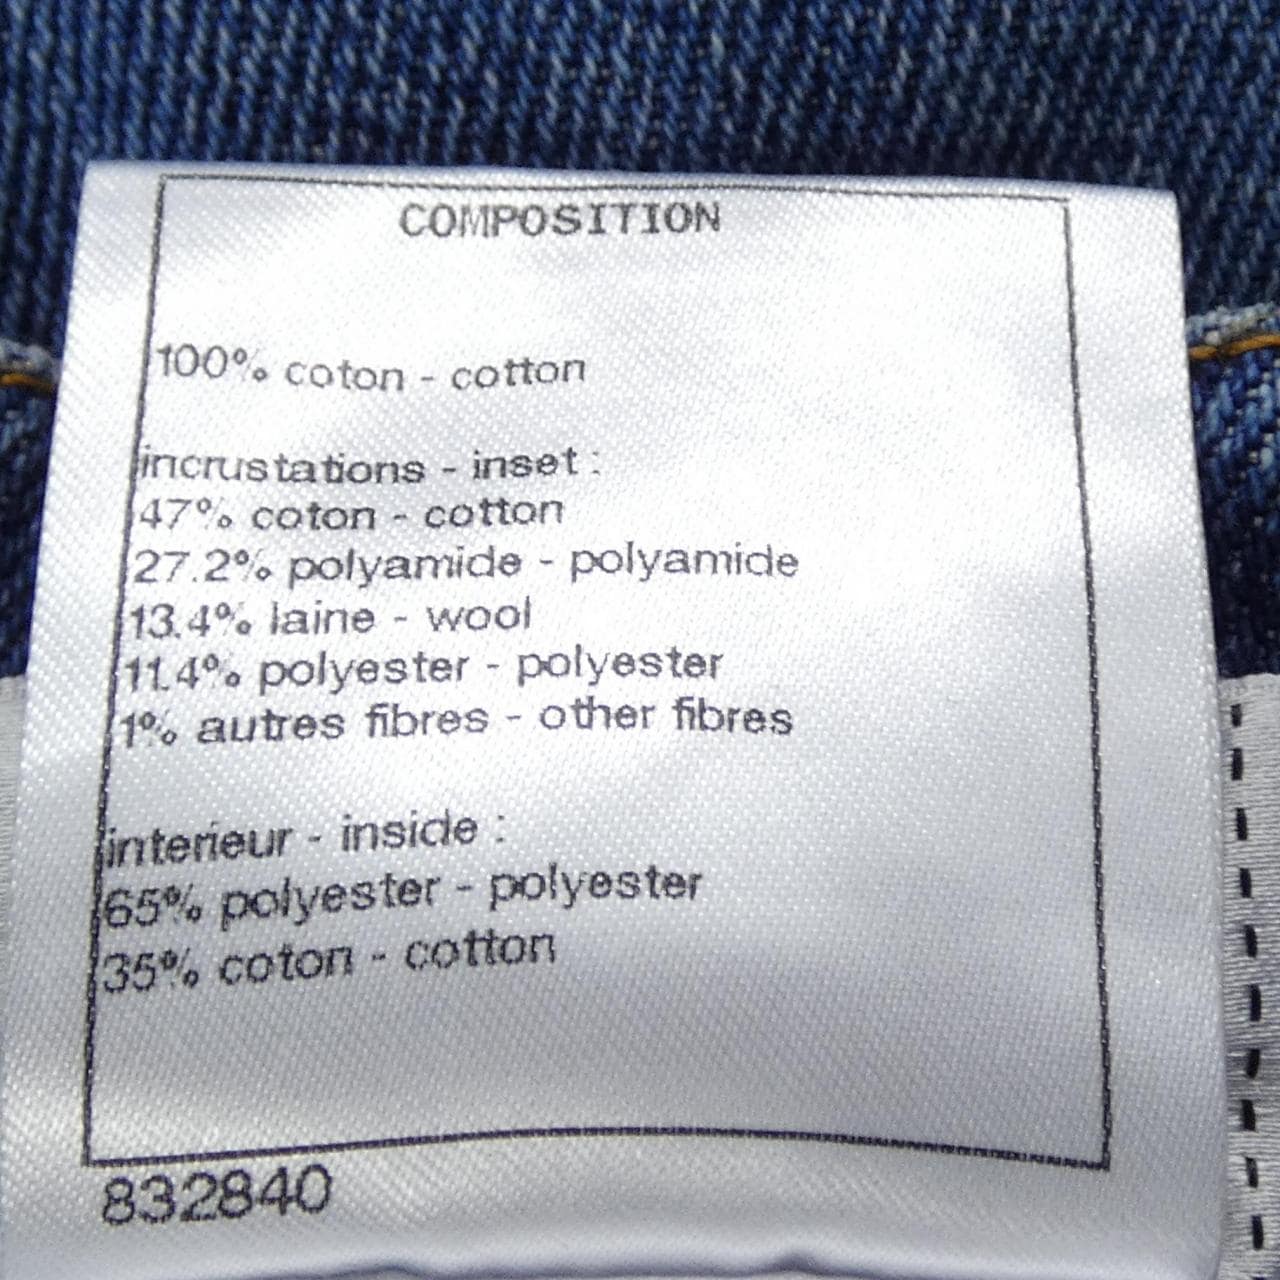 COMPOSITION
100% coton - cotton
incrustations - inset :
47% coton - cotton
27.2% polyamide - polyamide
13.4% laine - wool
11.4% polyester - polyester
1% autres fibres - other fibres
interieur - inside :
65% polyester - polyester
35% coton - cotton
832840